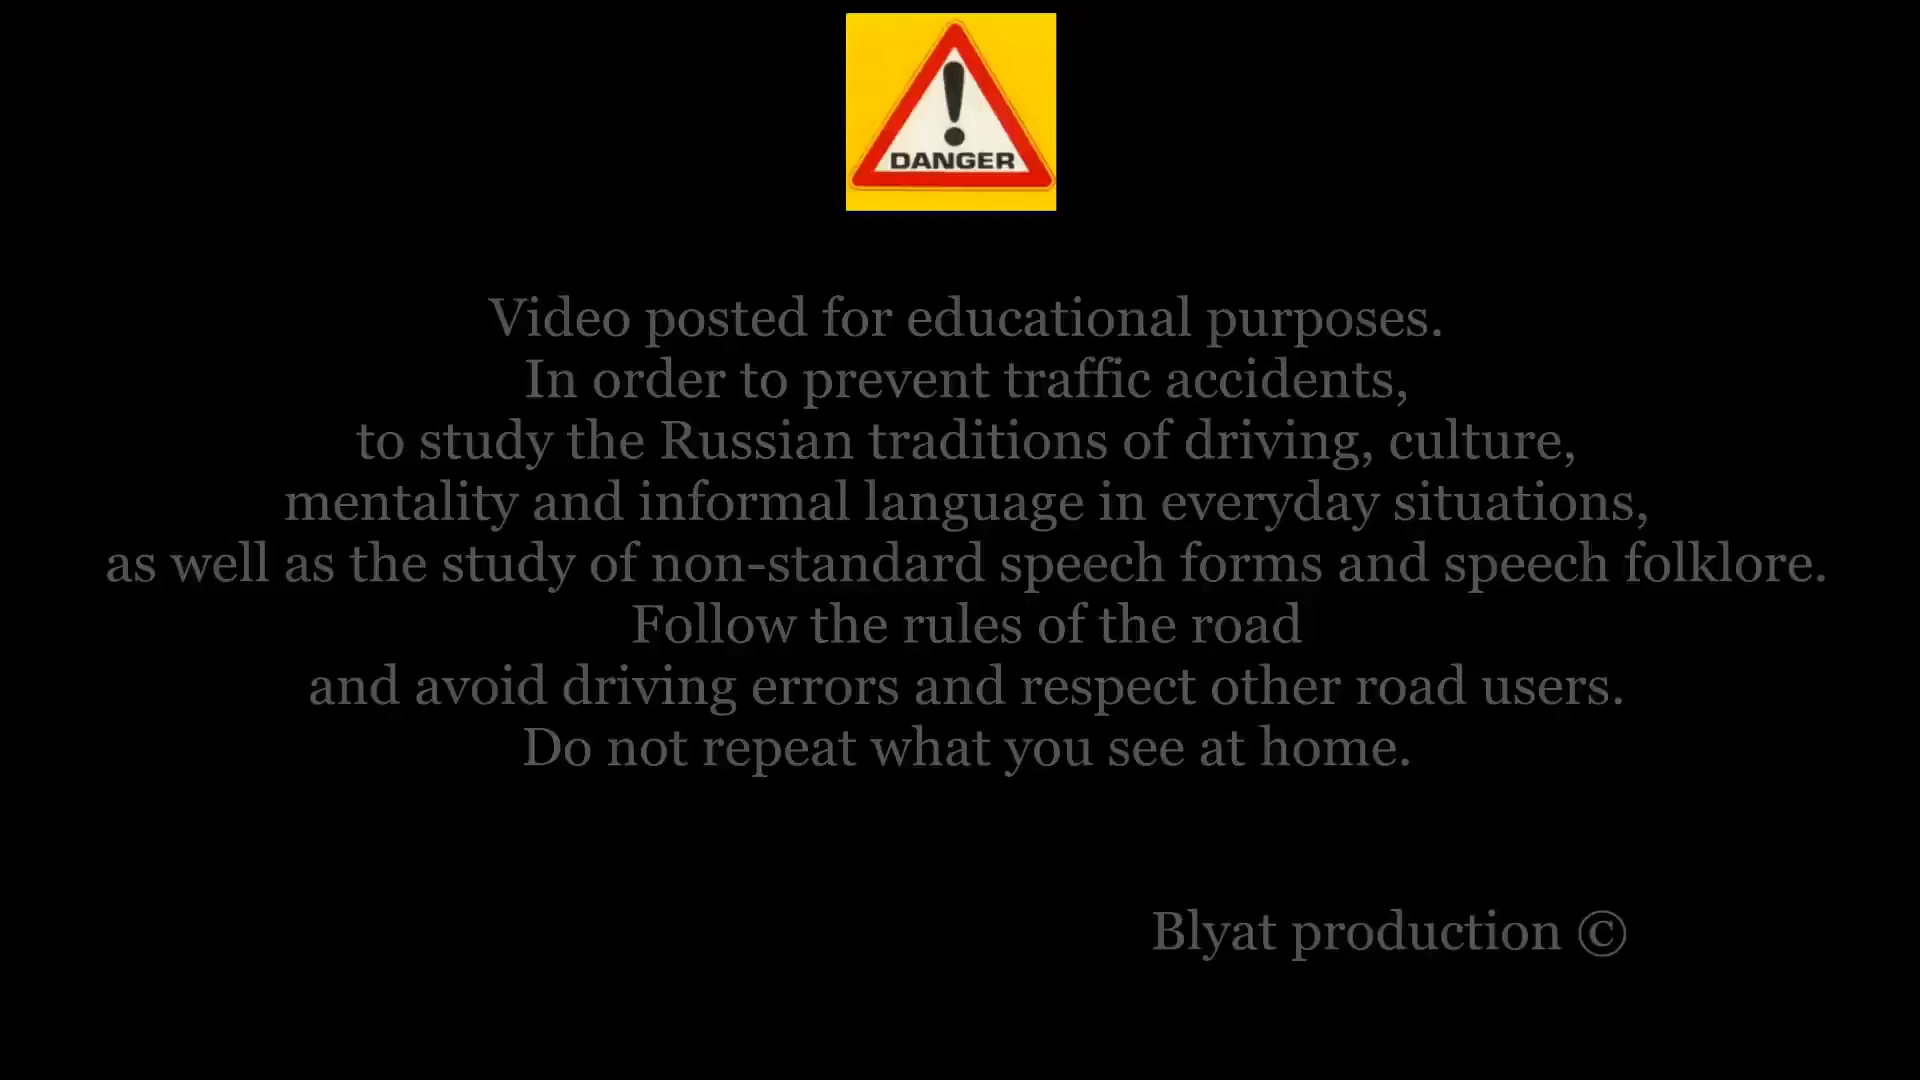 DANGER
Video posted for educational purposes.
In order to prevent traffic accidents,
to study the Russian traditions of driving, culture,
mentality and informal language in everyday situations,
as well as the study of non-standard speech forms and speech folklore.
Follow the rules of the road
and avoid driving errors and respect other road users.
Do not repeat what you see at home.
Blyat production ©